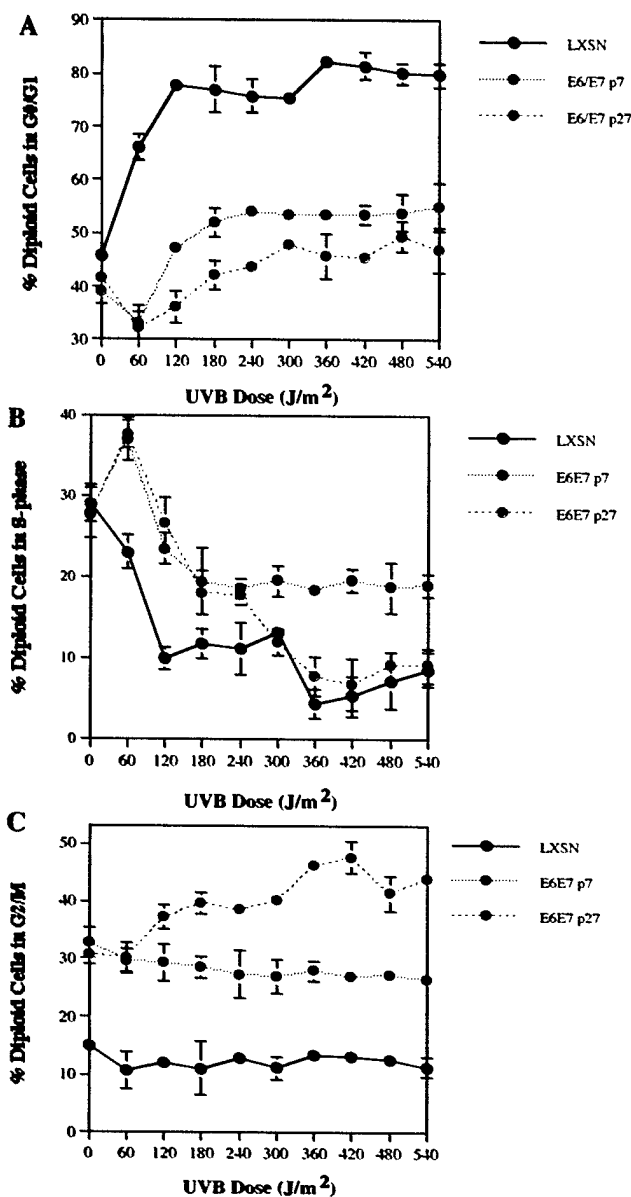 A
% Diploid Cells in G0/G1
90
80
70
60
50
40
30
0 60 120 180 240 300 360 420 480 540
UVB Dose (J/m2)
LXSN
E6/E7 p7
E6/E7 p27
B
% Diploid Cells in S-phase
40
30
20
10
0
0 60 120 180 240 300 360 420 480 540
UVB Dose (J/m2)
LXSN
E6E7 p7
E6E7 p27
C
% Diploid Cells in G2/M
50
40
30
20
10
0
0 60 120 180 240 300 360 420 480 540
UVB Dose (J/m2)
LXSN
E6E7 p7
E6E7 p27